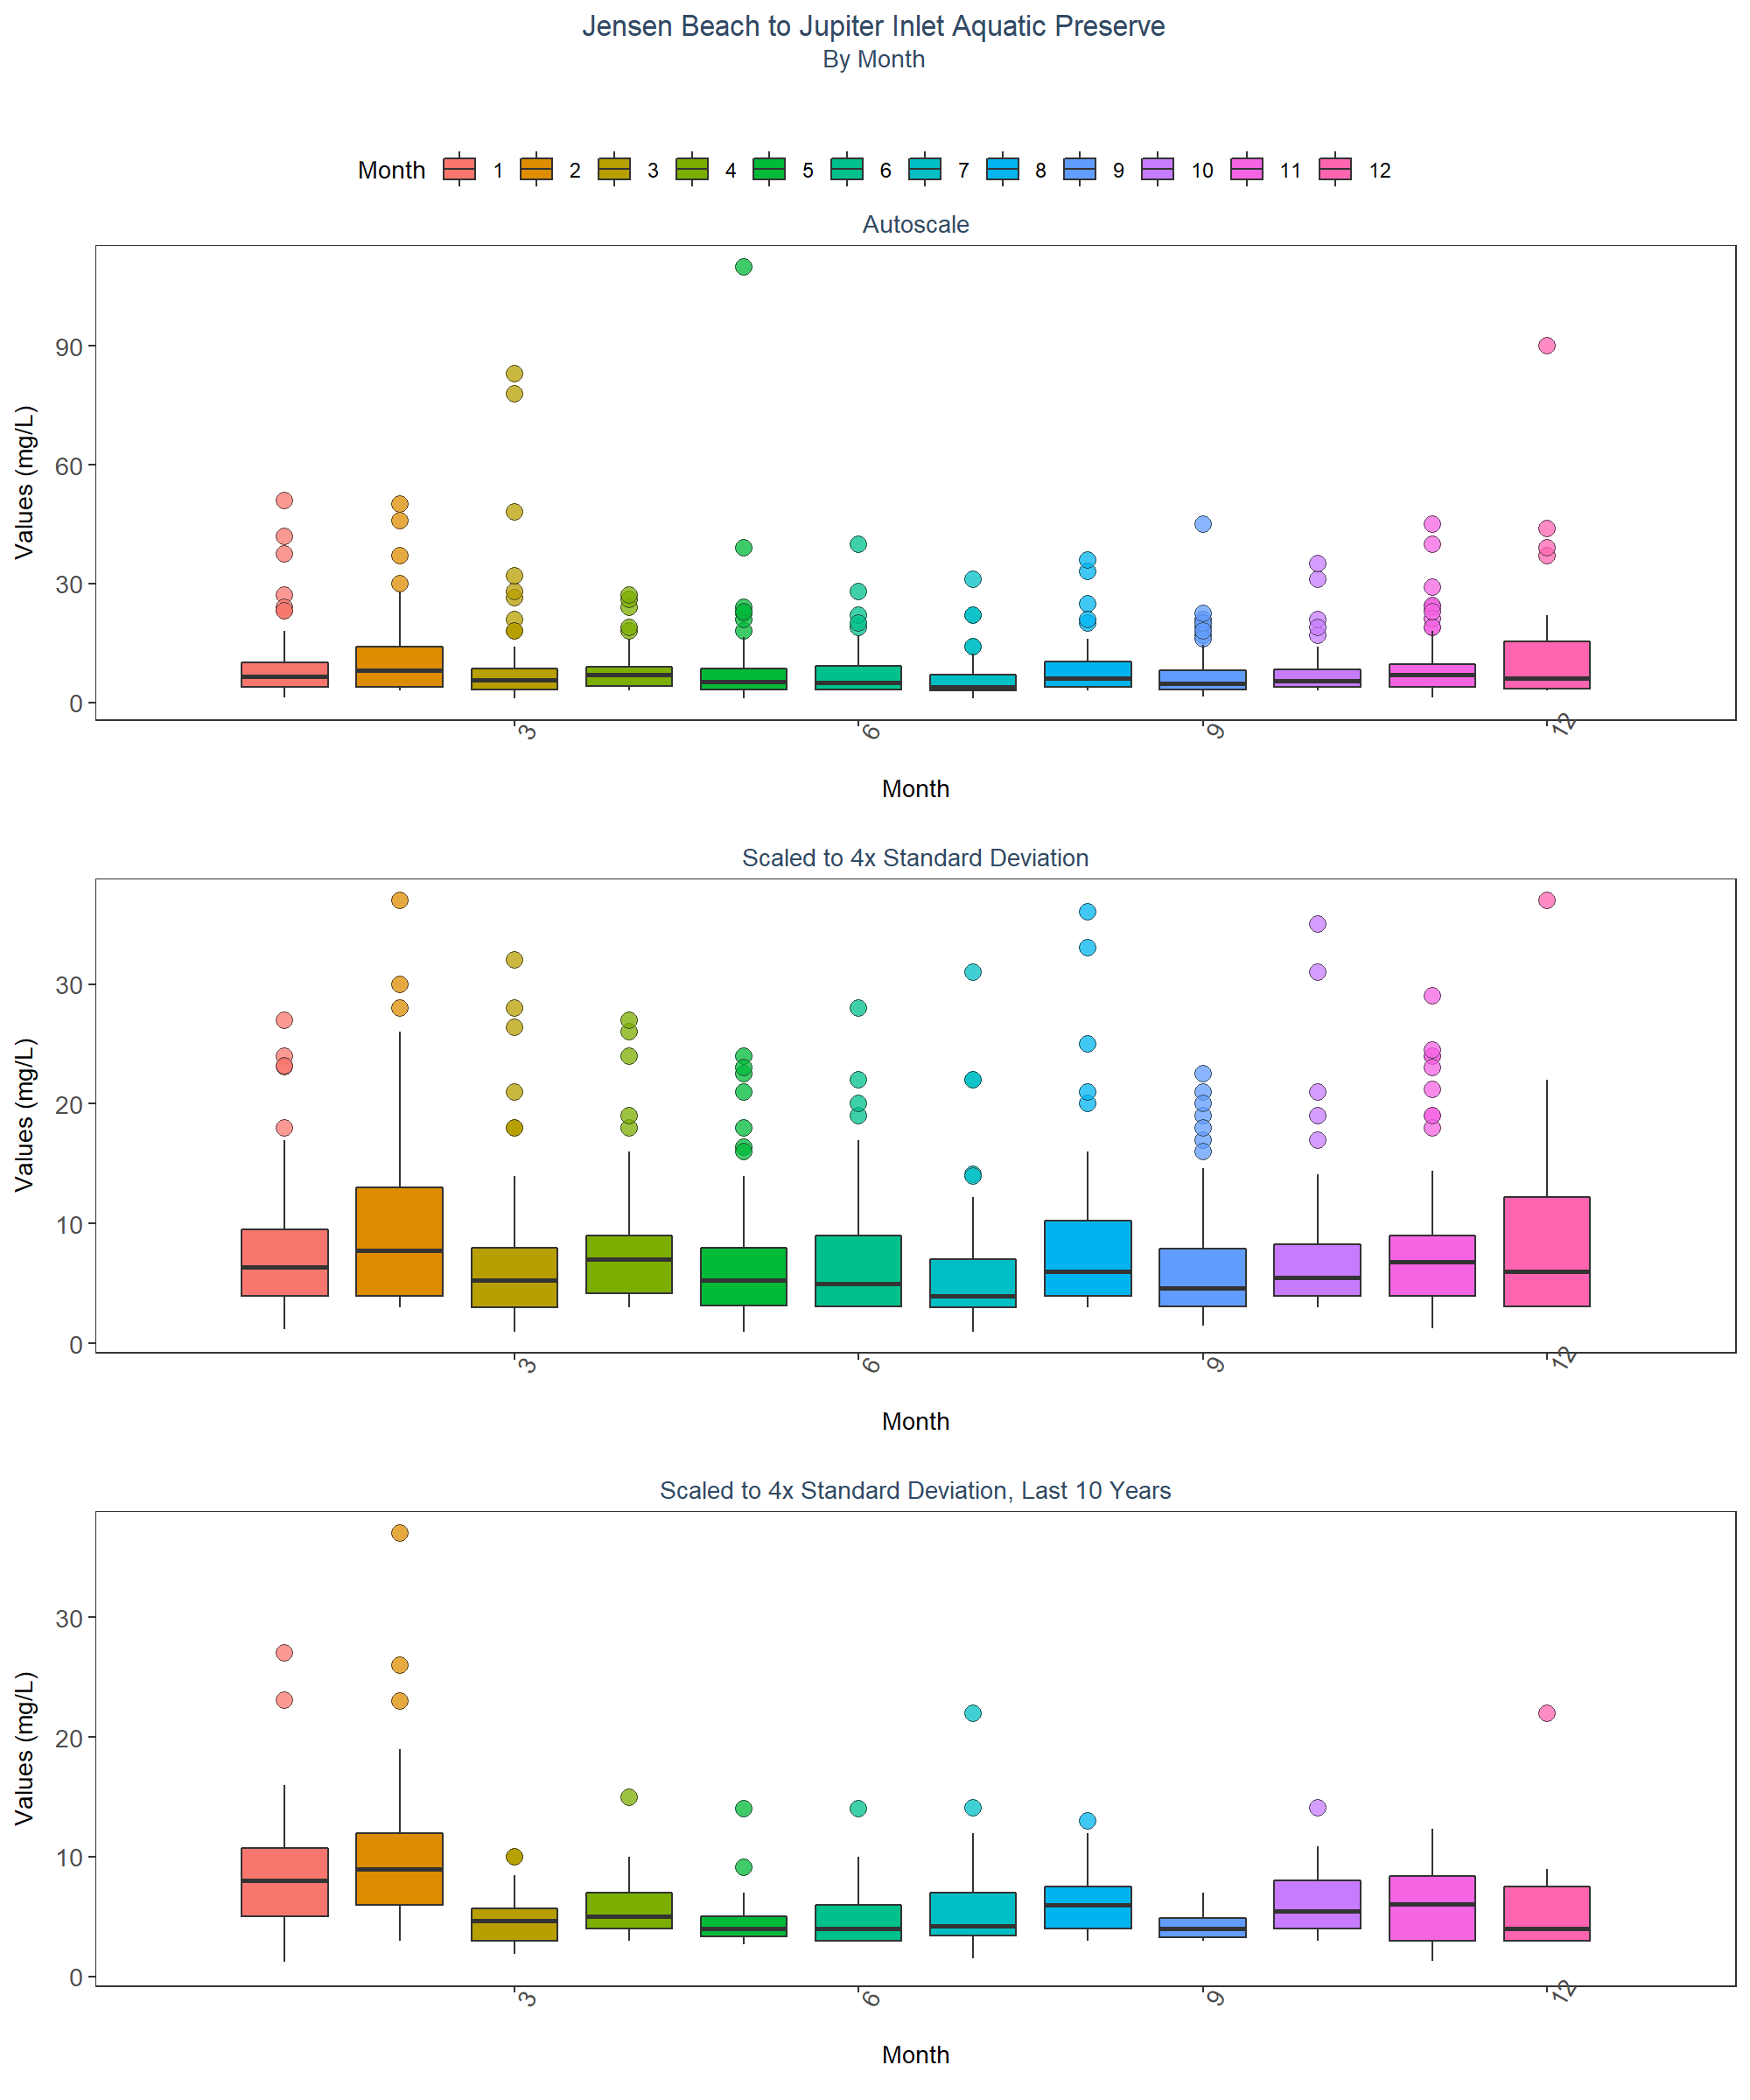 Jensen Beach to Jupiter Inlet Aquatic Preserve
By Month
Month 1 2 3 4 5 6 7 8 9 10 11 12
Autoscale
Values (mg/L)
90
60
30
0
3 6 9 12
Month
Scaled to 4x Standard Deviation
Values (mg/L)
30
20
10
0
3 6 9 12
Month
Scaled to 4x Standard Deviation, Last 10 Years
Values (mg/L)
30
20
10
0
3 6 9 12
Month